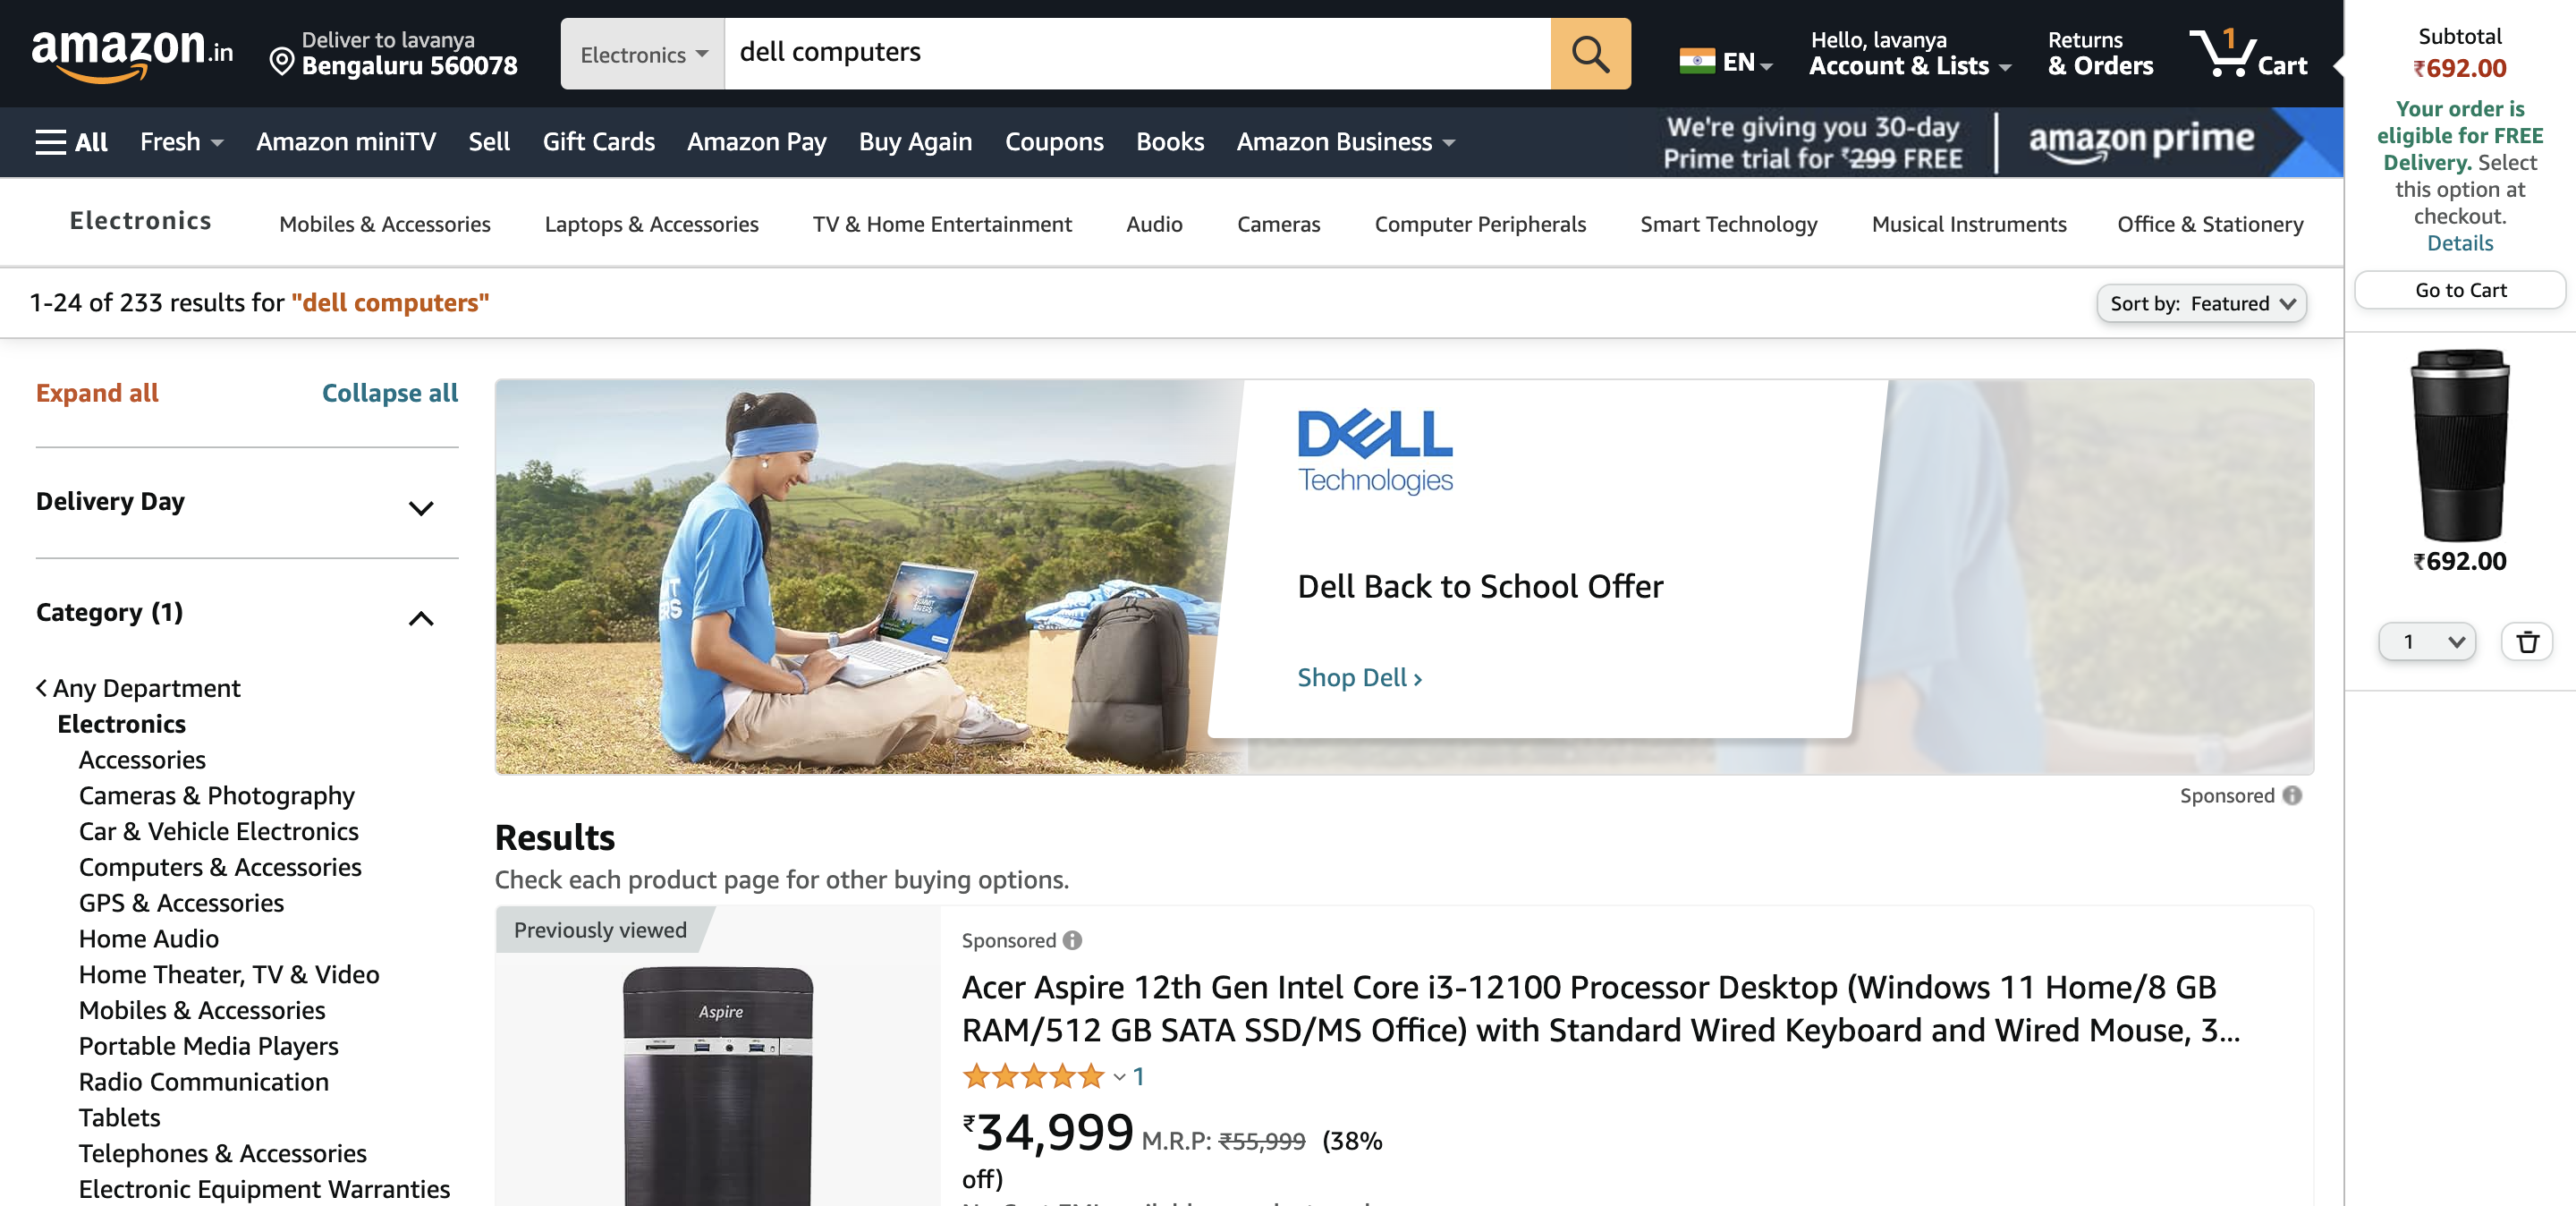 amazon.in
Deliver to lavanya
Bengaluru 560078
Electronics
dell computers
EN
Hello, lavanya
Account & Lists
Returns
& Orders
1
Cart
All
Fresh
Amazon miniTV
Sell
Gift Cards
Amazon Pay
Buy Again
Coupons
Books
Amazon Business
We're giving you 30-day
Prime trial for ₹299 FREE
amazon prime
Electronics
Mobiles & Accessories
Laptops & Accessories
TV & Home Entertainment
Audio
Cameras
Computer Peripherals
Smart Technology
Musical Instruments
Office & Stationery
1-24 of 233 results for "dell computers"
Sort by: Featured
Expand all
Collapse all
Delivery Day
Category (1)
Any Department
Electronics
Accessories
Cameras & Photography
Car & Vehicle Electronics
Computers & Accessories
GPS & Accessories
Home Audio
Home Theater, TV & Video
Mobiles & Accessories
Portable Media Players
Radio Communication
Tablets
Telephones & Accessories
Electronic Equipment Warranties
DELL
Technologies
Dell Back to School Offer
Shop Dell ›
Sponsored
Results
Check each product page for other buying options.
Previously viewed
Aspire
Sponsored
Acer Aspire 12th Gen Intel Core i3-12100 Processor Desktop (Windows 11 Home/8 GB
RAM/512 GB SATA SSD/MS Office) with Standard Wired Keyboard and Wired Mouse, 3...
1
₹34,999 M.R.P: ₹55,999 (38%
off)
Subtotal
₹692.00
Your order is
eligible for FREE
Delivery. Select
this option at
checkout.
Details
Go to Cart
₹692.00
1